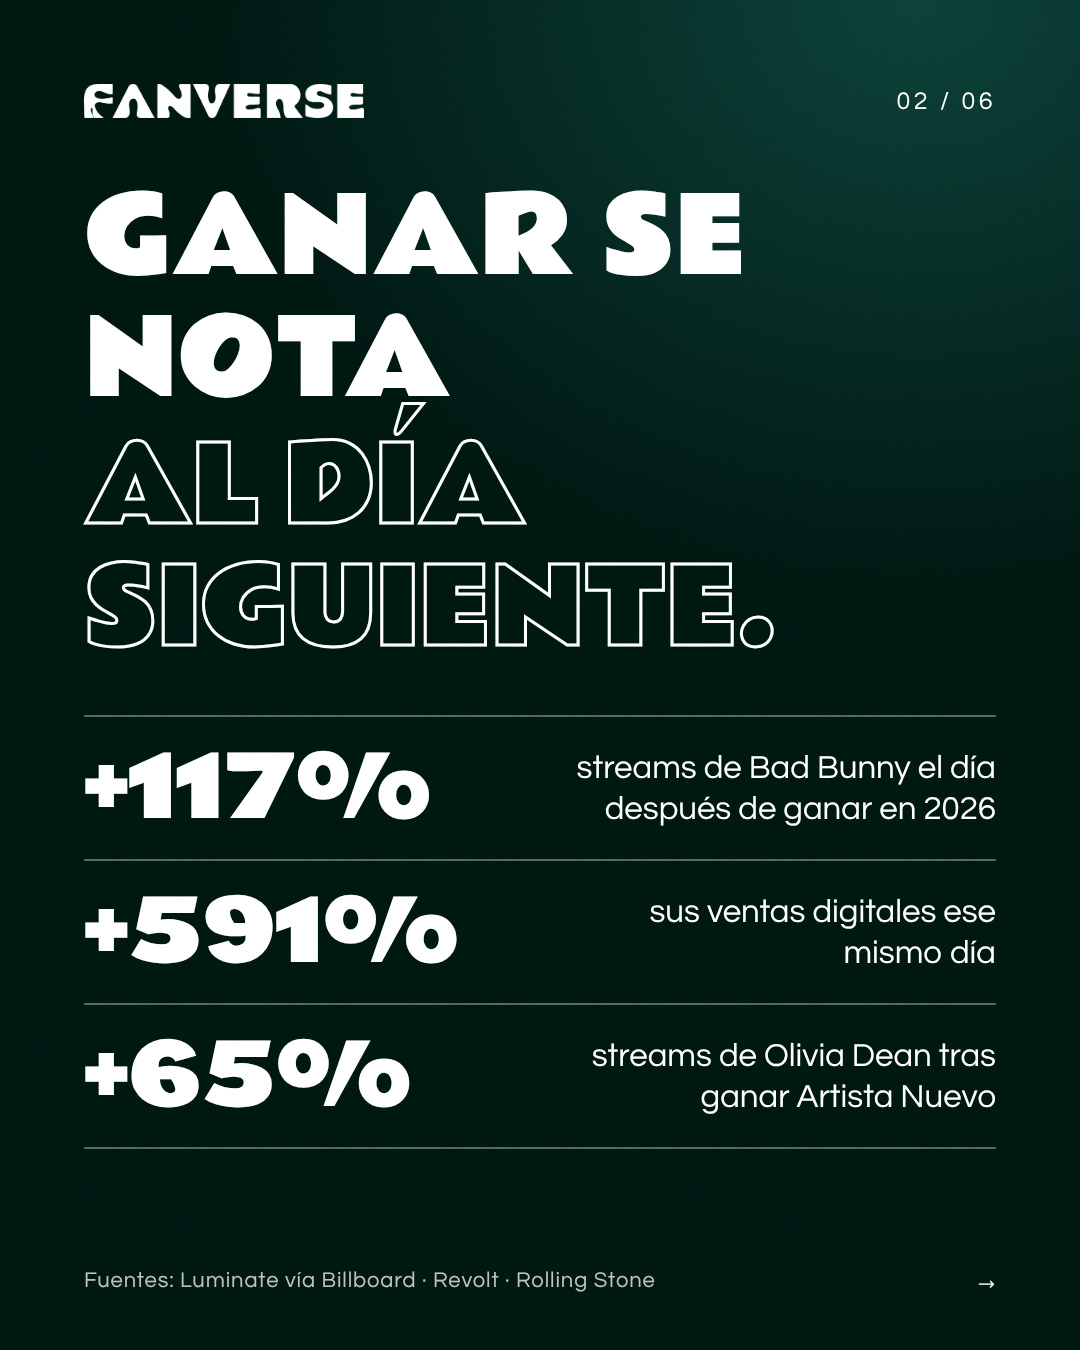 FANVERSE
02 / 06
GANAR SE
NOTA
AL DÍA
SIGUIENTE.
+117%
streams de Bad Bunny el día
después de ganar en 2026
+591%
sus ventas digitales ese
mismo día
+65%
streams de Olivia Dean tras
ganar Artista Nuevo
Fuentes: Luminate vía Billboard · Revolt · Rolling Stone
→